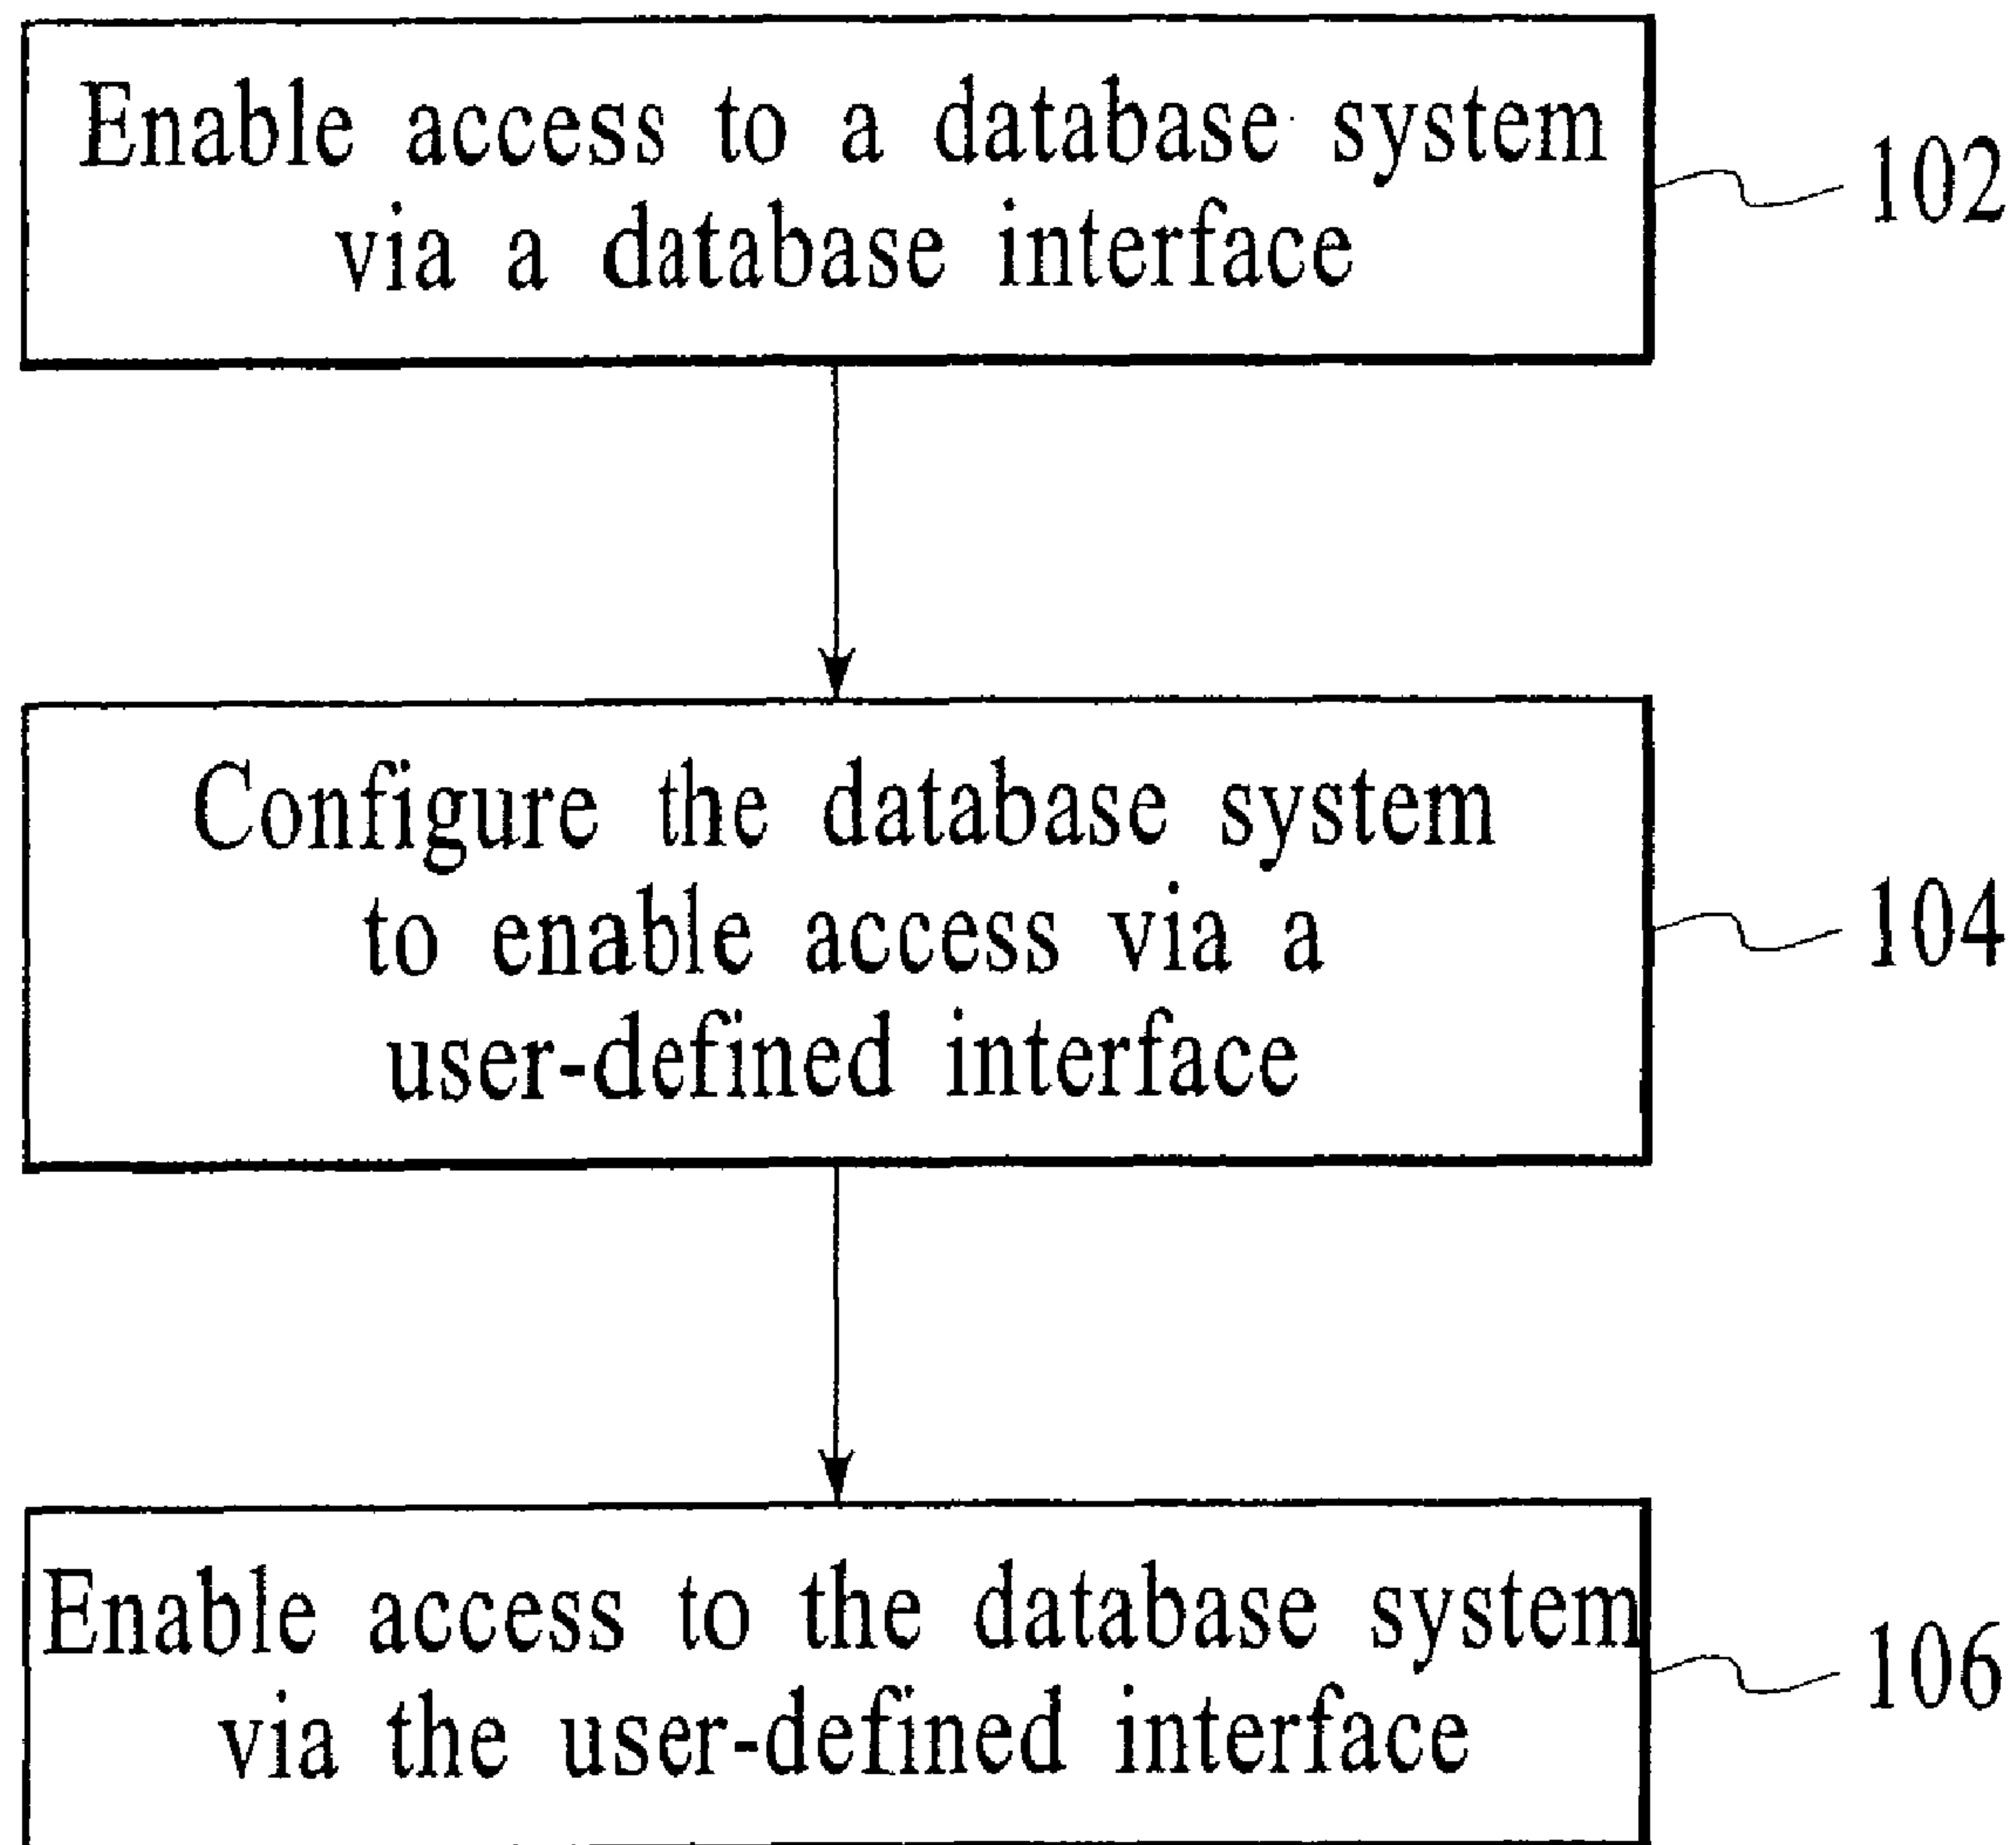 Enable access to a database system
via a database interface
102
Configure the database system
to enable access via a
user-defined interface
104
Enable access to the database system
via the user-defined interface
106